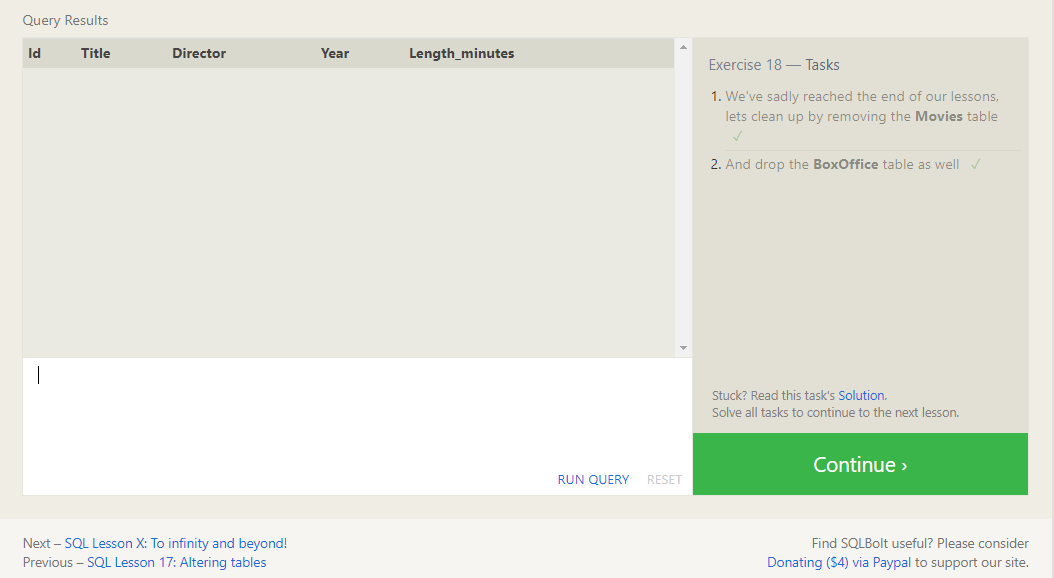 Query Results
Id Title Director Year Length_minutes
Exercise 18 — Tasks
1. We've sadly reached the end of our lessons,
lets clean up by removing the Movies table
✓
2. And drop the BoxOffice table as well ✓
Stuck? Read this task's Solution.
Solve all tasks to continue to the next lesson.
RUN QUERY RESET
Continue ›
Next – SQL Lesson X: To infinity and beyond!
Previous – SQL Lesson 17: Altering tables
Find SQLBolt useful? Please consider
Donating ($4) via Paypal to support our site.